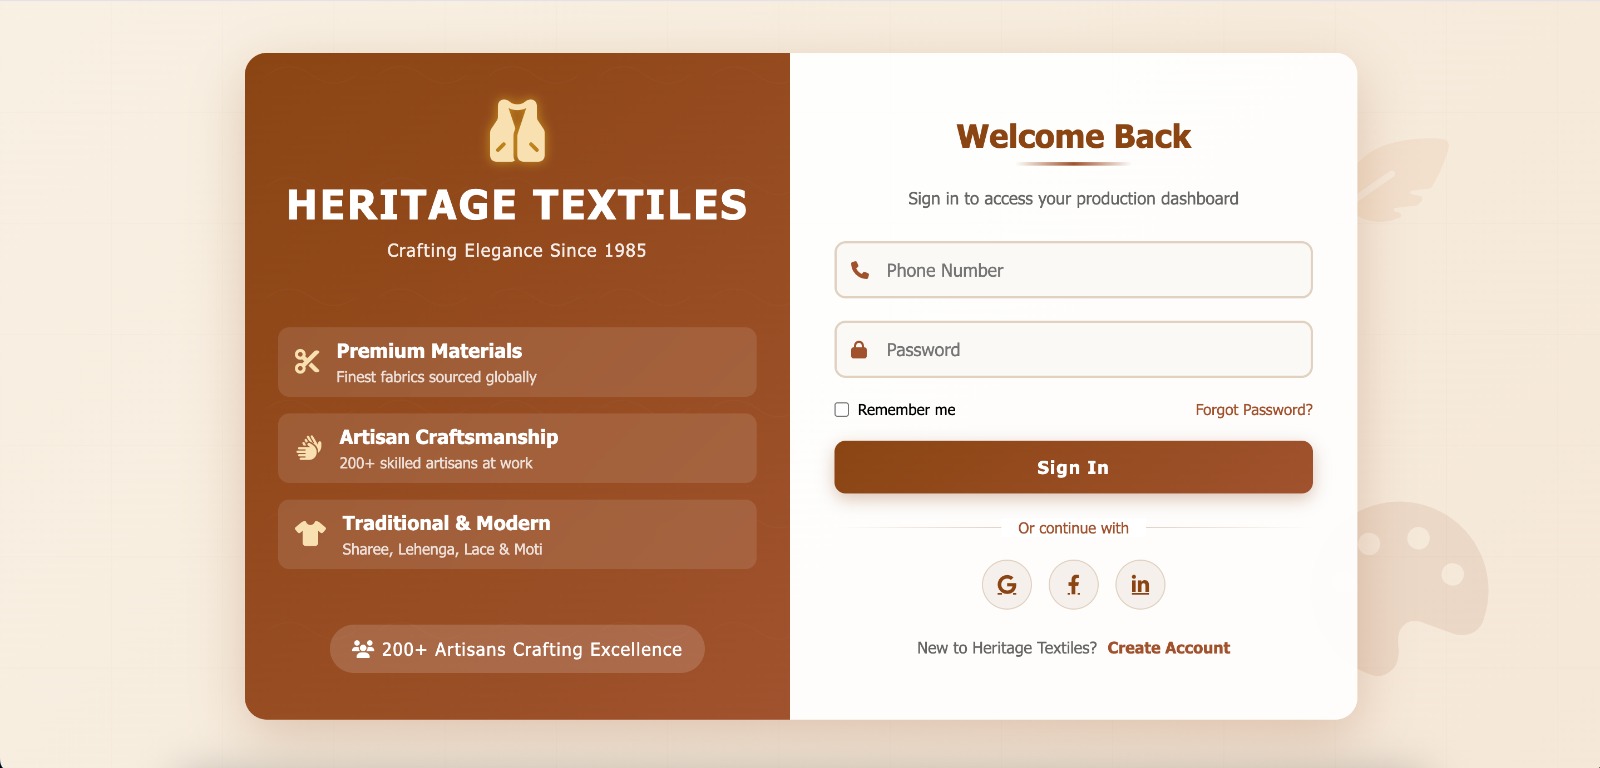 HERITAGE TEXTILES
Crafting Elegance Since 1985
Premium Materials
Finest fabrics sourced globally
Artisan Craftsmanship
200+ skilled artisans at work
Traditional & Modern
Sharee, Lehenga, Lace & Moti
200+ Artisans Crafting Excellence
Welcome Back
Sign in to access your production dashboard
Phone Number
Password
Remember me
Forgot Password?
Sign In
Or continue with
G f in
New to Heritage Textiles? Create Account